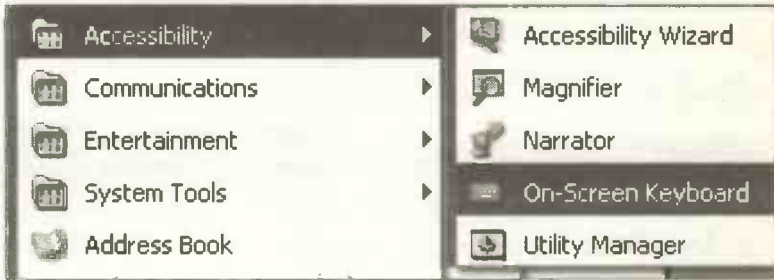 Accessibility
Communications
Entertainment
System Tools
Address Book
Accessibility Wizard
Magnifier
Narrator
On-Screen Keyboard
Utility Manager